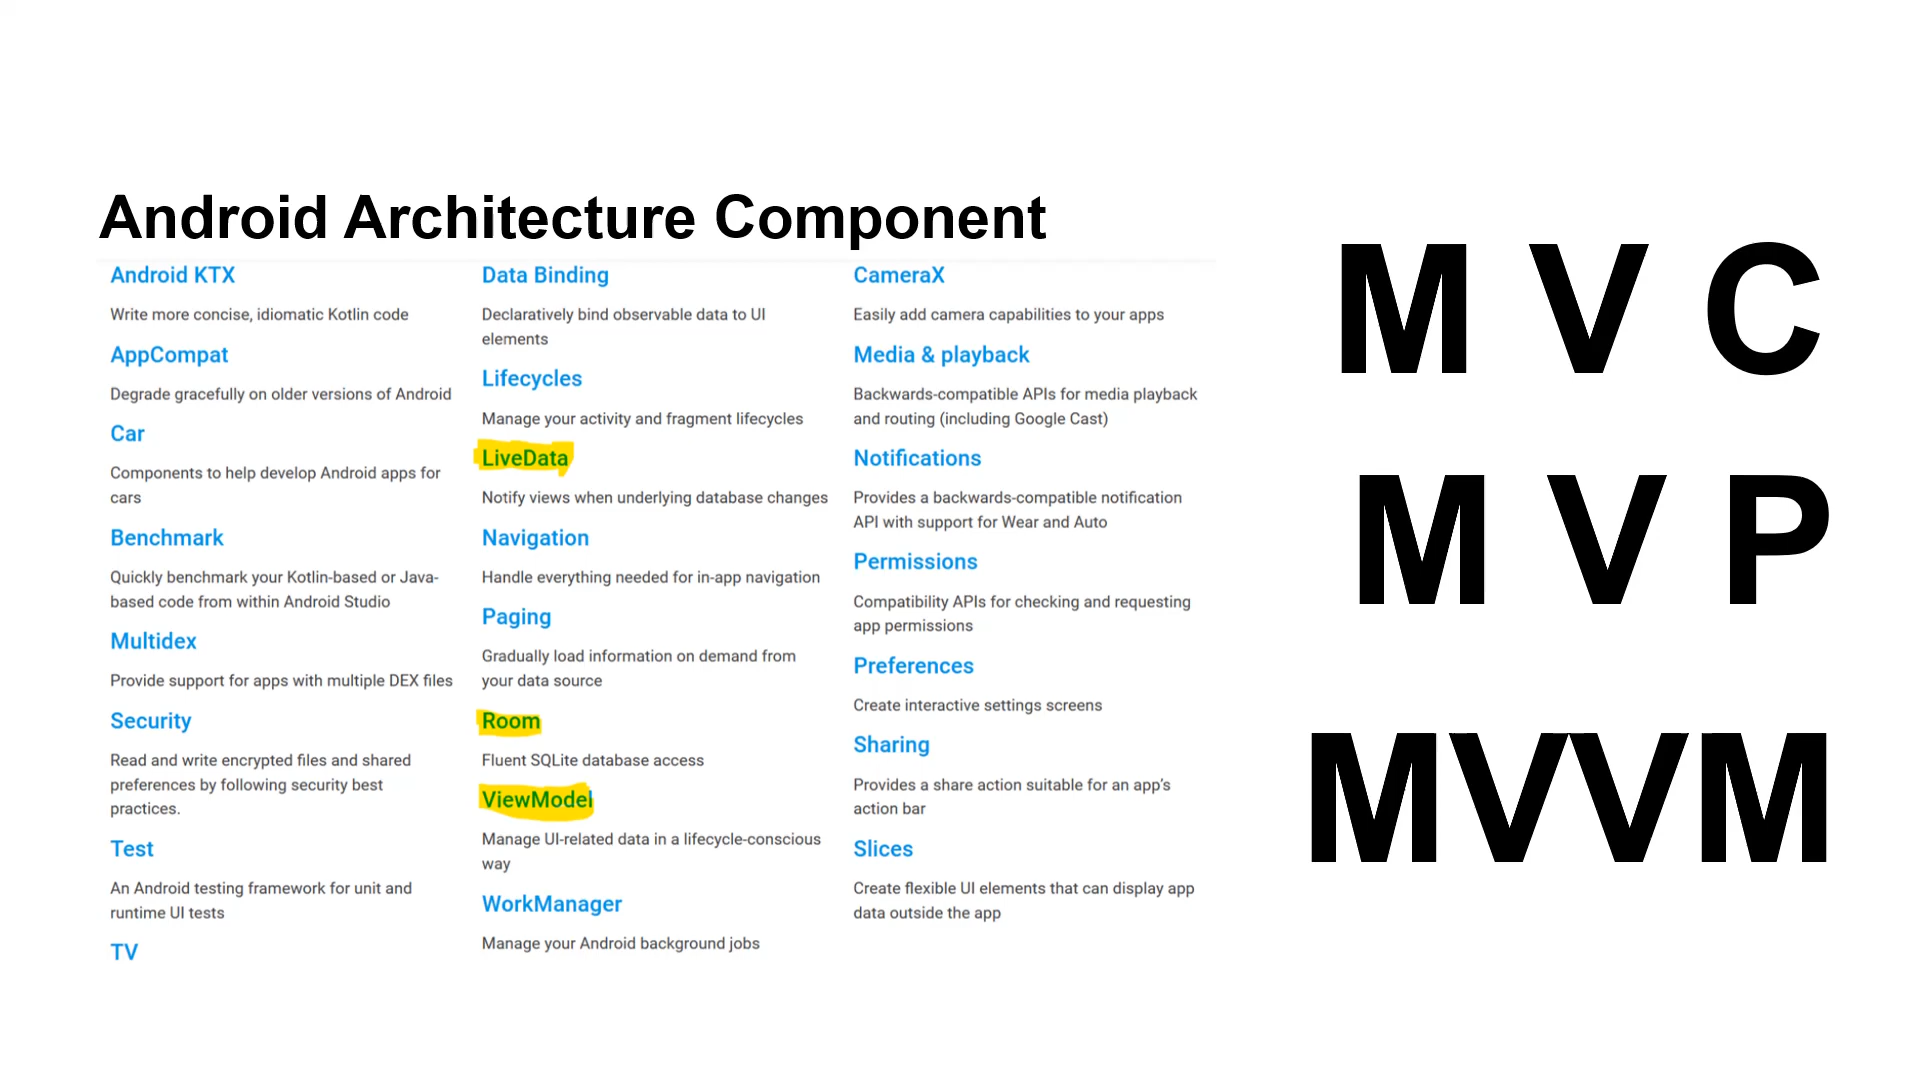 Android Architecture Component
Android KTX
Write more concise, idiomatic Kotlin code
AppCompat
Degrade gracefully on older versions of Android
Car
Components to help develop Android apps for
cars
Benchmark
Quickly benchmark your Kotlin-based or Java-
based code from within Android Studio
Multidex
Provide support for apps with multiple DEX files
Security
Read and write encrypted files and shared
preferences by following security best
practices.
Test
An Android testing framework for unit and
runtime UI tests
TV
Data Binding
Declaratively bind observable data to UI
elements
Lifecycles
Manage your activity and fragment lifecycles
LiveData
Notify views when underlying database changes
Navigation
Handle everything needed for in-app navigation
Paging
Gradually load information on demand from
your data source
Room
Fluent SQLite database access
ViewModel
Manage UI-related data in a lifecycle-conscious
way
WorkManager
Manage your Android background jobs
CameraX
Easily add camera capabilities to your apps
Media & playback
Backwards-compatible APIs for media playback
and routing (including Google Cast)
Notifications
Provides a backwards-compatible notification
API with support for Wear and Auto
Permissions
Compatibility APIs for checking and requesting
app permissions
Preferences
Create interactive settings screens
Sharing
Provides a share action suitable for an app's
action bar
Slices
Create flexible UI elements that can display app
data outside the app
M V C
M V P
MVVM